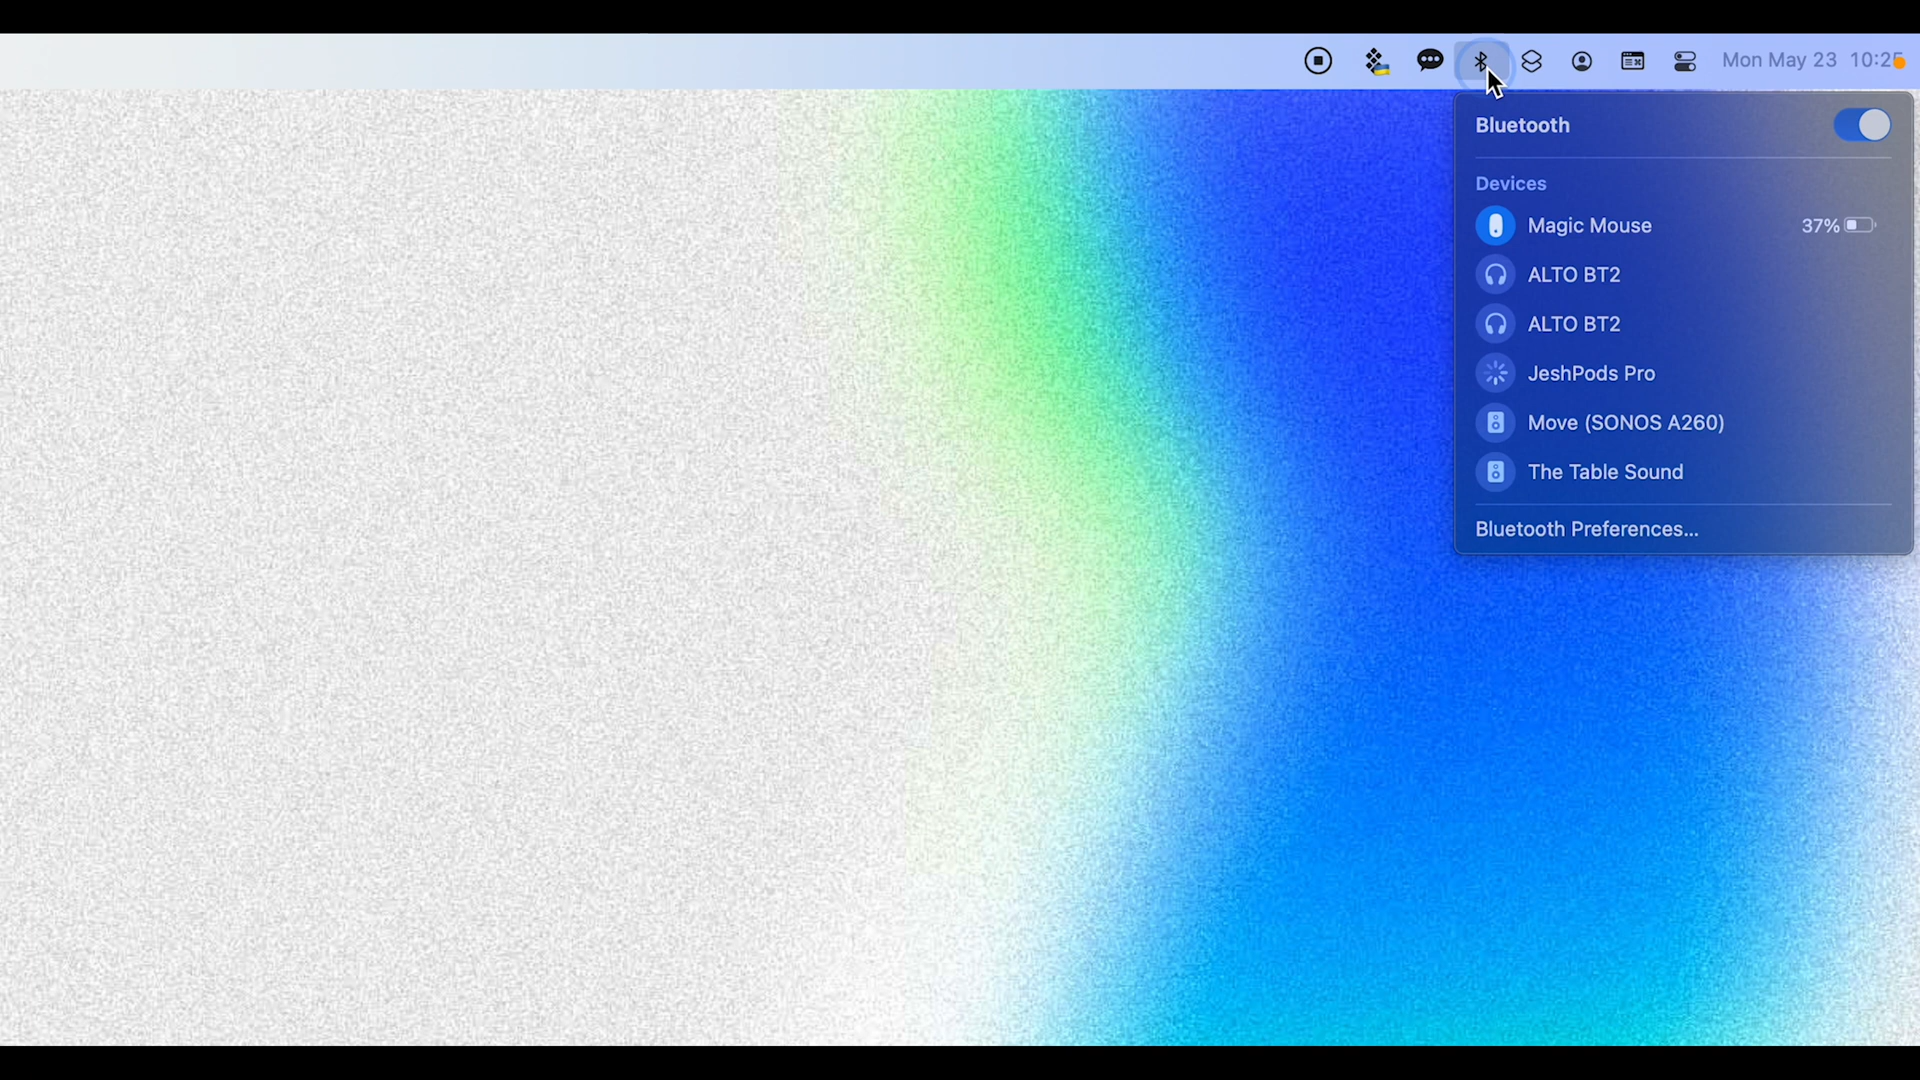 Mon May 23 10:25
Bluetooth
Devices
Magic Mouse 37%
ALTO BT2
ALTO BT2
JeshPods Pro
Move (SONOS A260)
The Table Sound
Bluetooth Preferences...